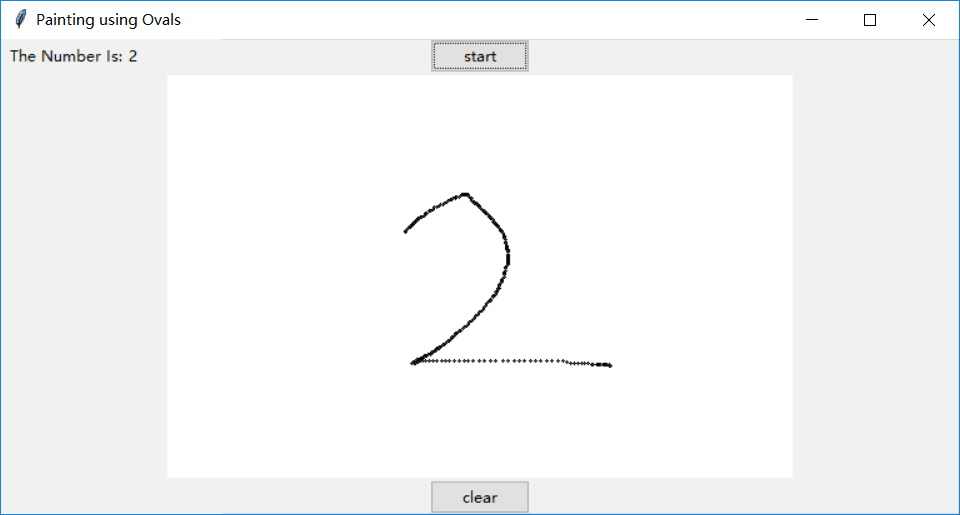 Painting using Ovals
The Number Is: 2
start
2
clear